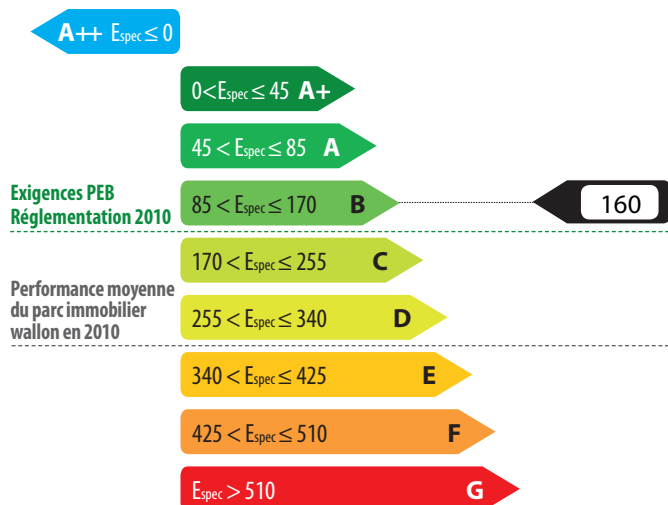 A++ Espec ≤ 0
0<Espec ≤ 45 A+
45 < Espec ≤ 85 A
Exigences PEB
Réglementation 2010
85 < Espec ≤ 170 B
160
170 < Espec ≤ 255 C
Performance moyenne
du parc immobilier
wallon en 2010
255 < Espec ≤ 340 D
340 < Espec ≤ 425 E
425 < Espec ≤ 510 F
Espec > 510 G